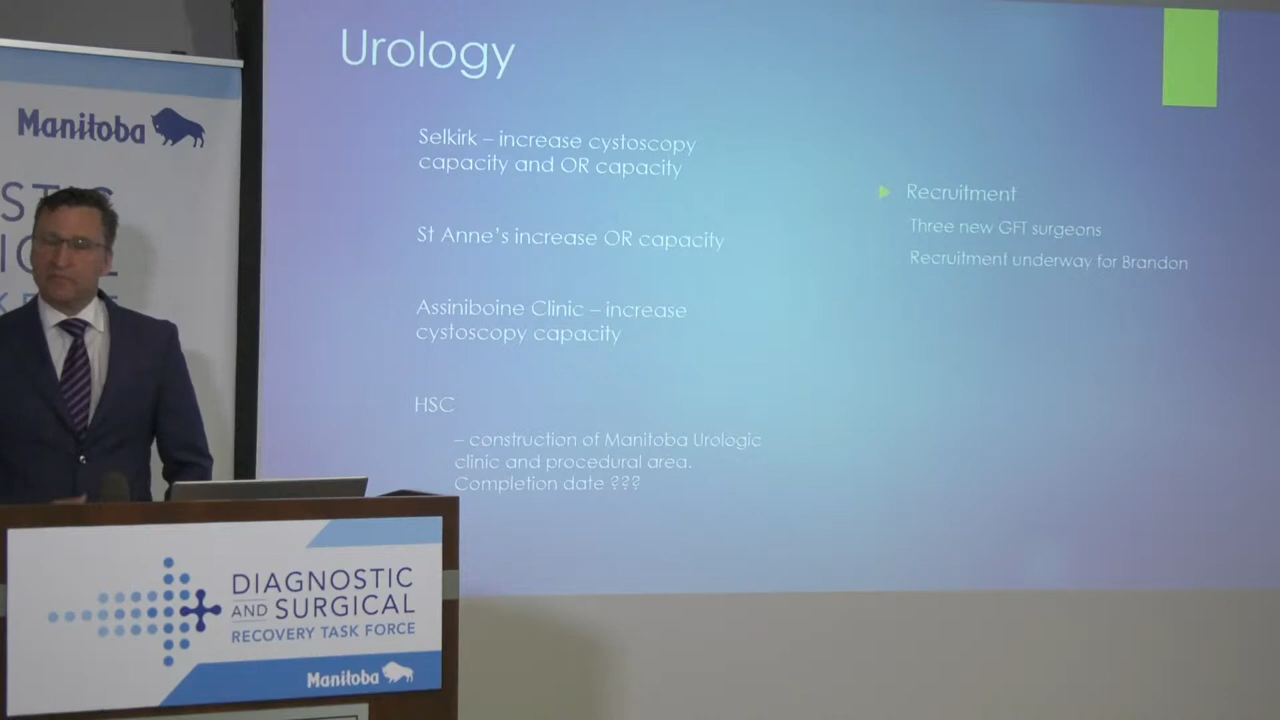 Manitoba
Urology
Selkirk – increase cystoscopy
capacity and OR capacity
St Anne's increase OR capacity
Assiniboine Clinic – increase
cystoscopy capacity
HSC
– construction of Manitoba Urologic
clinic and procedural area.
Completion date ???
Recruitment
Three new GFT surgeons
Recruitment underway for Brandon
DIAGNOSTIC
AND SURGICAL
RECOVERY TASK FORCE
Manitoba